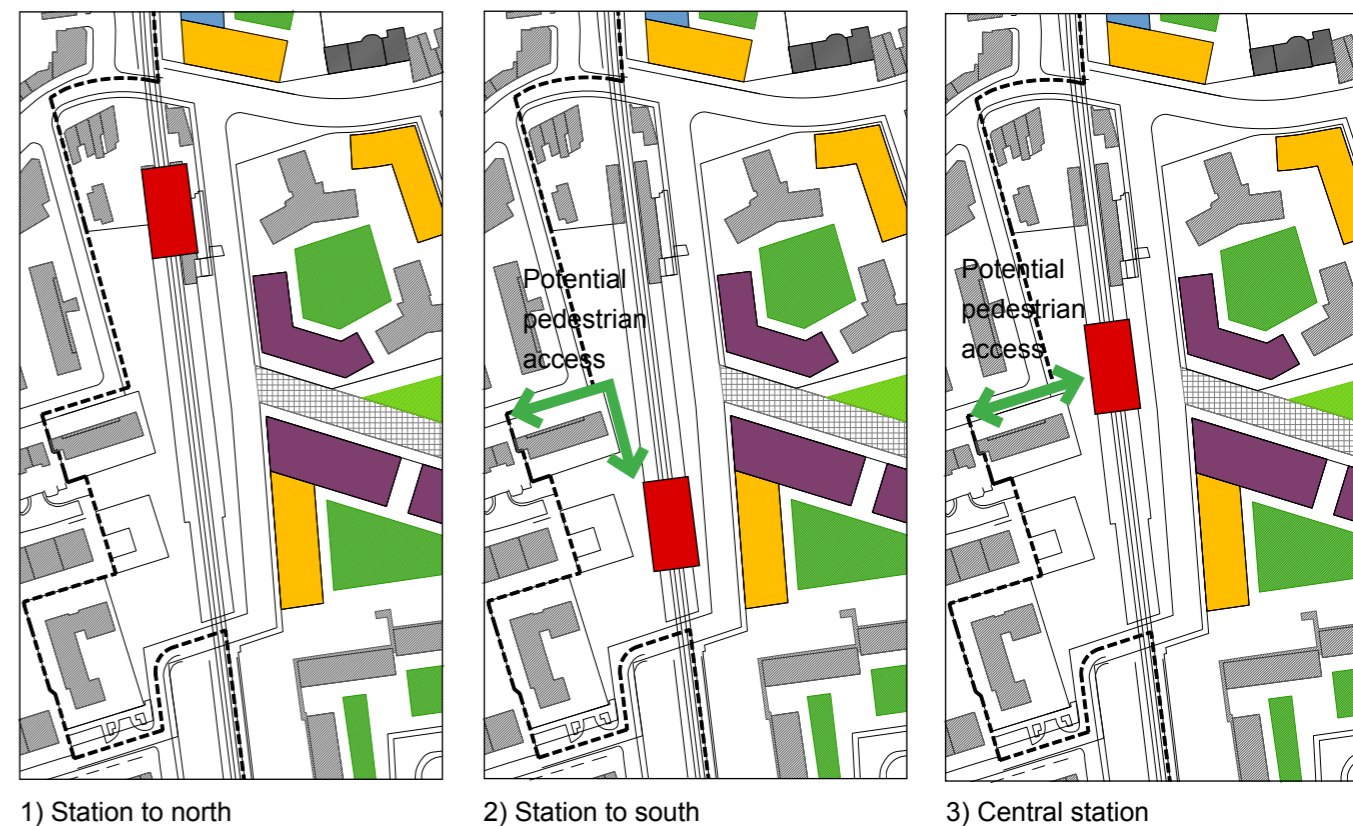 Potential
pedestrian
access
Potential
pedestrian
access
1) Station to north
2) Station to south
3) Central station